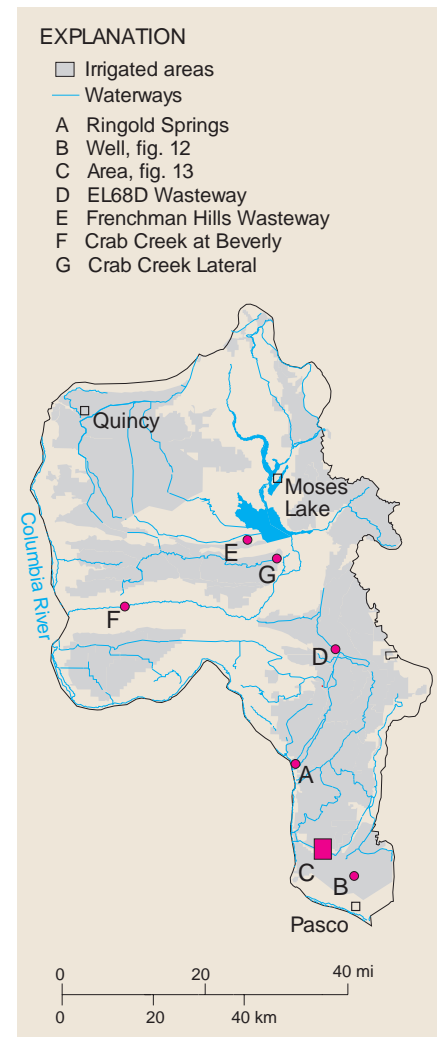 EXPLANATION
Irrigated areas
Waterways
A Ringold Springs
B Well, fig. 12
C Area, fig. 13
D EL68D Wasteway
E Frenchman Hills Wasteway
F Crab Creek at Beverly
G Crab Creek Lateral
Quincy
Moses
Lake
Columbia River
E
G
F
D
A
C
B
Pasco
0 20 40 mi
0 20 40 km